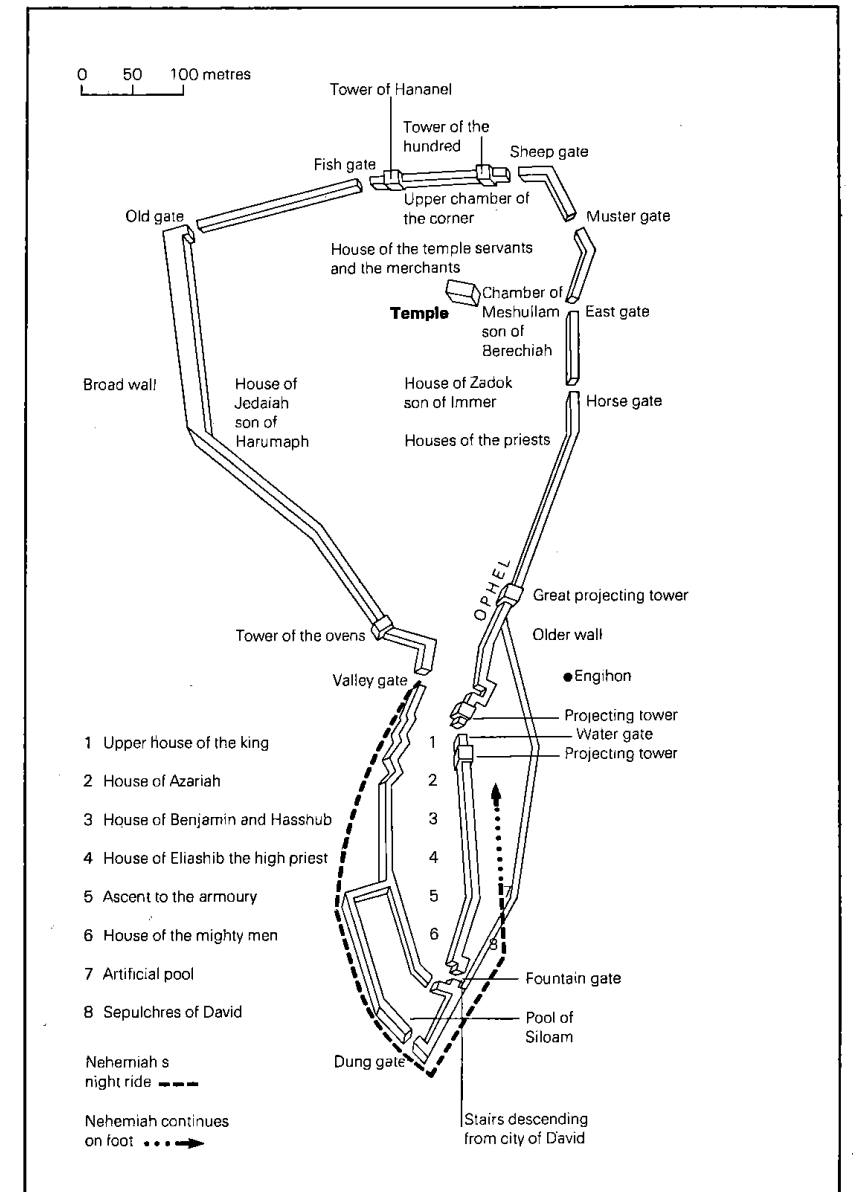 0 50 100 metres
Tower of Hananel
Tower of the
hundred
Sheep gate
Fish gate
Upper chamber of
the corner
Old gate
Muster gate
House of the temple servants
and the merchants
Temple
Chamber of
Meshullam
son of
Berechiah
East gate
Broad wall
House of
Jedaiah
son of
Harumaph
House of Zadok
son of Immer
Horse gate
Houses of the priests
OPHEL
Great projecting tower
Tower of the ovens
Older wall
Valley gate
Engihon
Projecting tower
Water gate
Projecting tower
1 Upper house of the king
2 House of Azariah
3 House of Benjamin and Hasshub
4 House of Eliashib the high priest
5 Ascent to the armoury
6 House of the mighty men
7 Artificial pool
8 Sepulchres of David
1
2
3
4
5
6
7
8
Fountain gate
Pool of
Siloam
Dung gate
Nehemiah s
night ride
Nehemiah continues
on foot
Stairs descending
from city of David